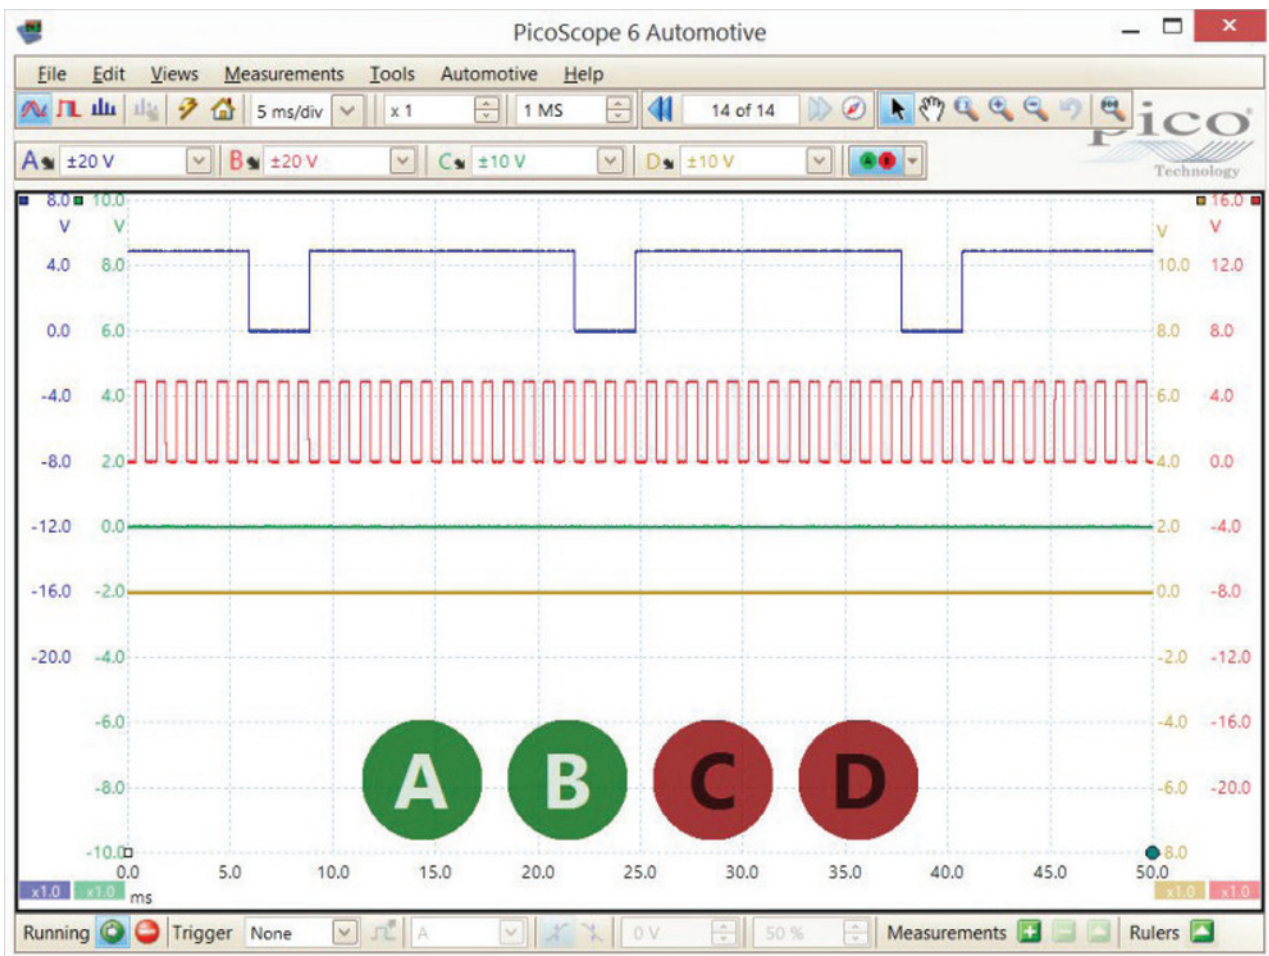 PicoScope 6 Automotive
File Edit Views Measurements Tools Automotive Help
5 ms/div x 1 1 MS 14 of 14
pico
Technology
A ±20 V B ±20 V C ±10 V D ±10 V A B
8.0 10.0 16.0
V V V V
4.0 8.0 10.0 12.0
0.0 6.0 8.0 8.0
-4.0 4.0 6.0 4.0
-8.0 2.0 4.0 0.0
-12.0 0.0 2.0 -4.0
-16.0 -2.0 0.0 -8.0
-20.0 -4.0 -2.0 -12.0
-6.0 -4.0 -16.0
A B C D
-8.0 -6.0 -20.0
-10.0 -8.0
0.0 5.0 10.0 15.0 20.0 25.0 30.0 35.0 40.0 45.0 50.0
x1.0 x1.0 ms x1.0 x1.0
Running Trigger None A 0 V 50 % Measurements Rulers